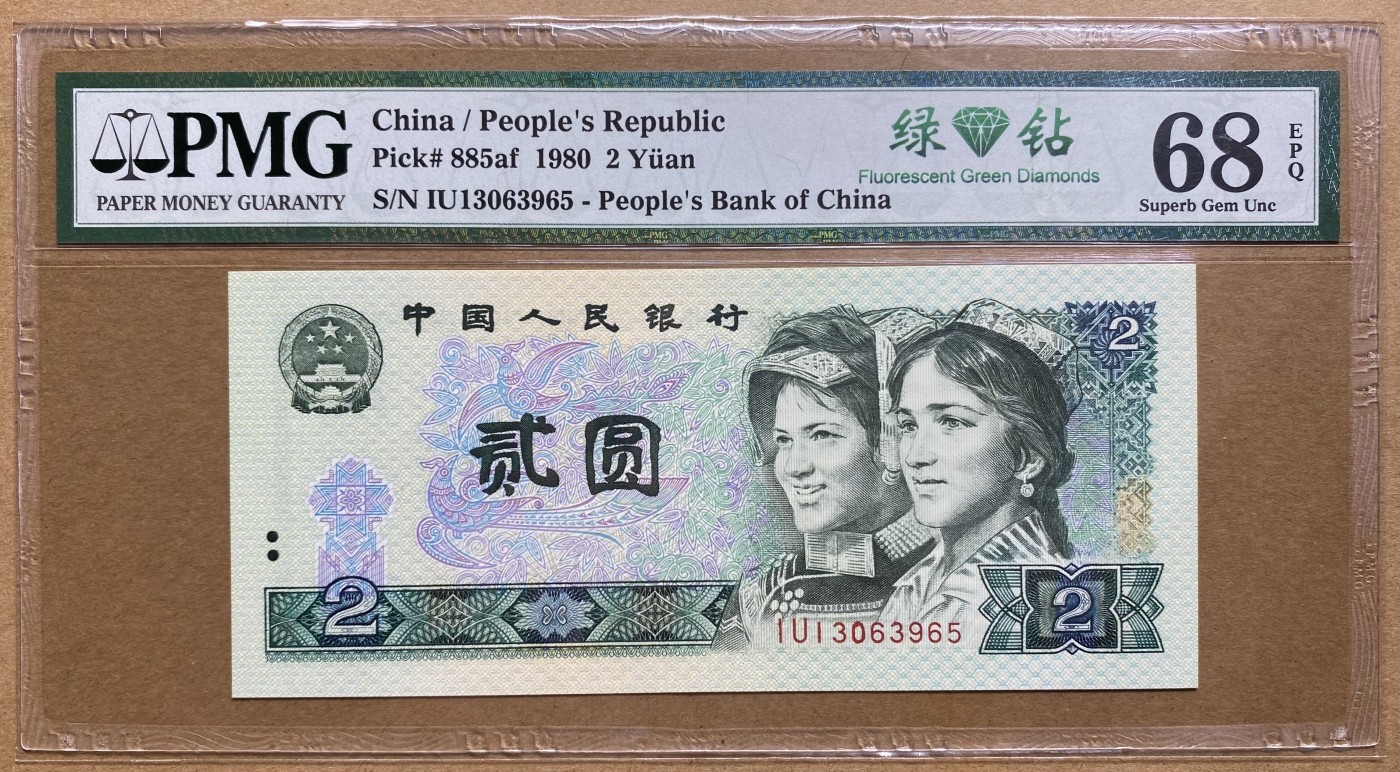 PMG
PAPER MONEY GUARANTY
China / People's Republic
Pick# 885af 1980 2 Yüan
S/N IU13063965 - People's Bank of China
绿 钻
Fluorescent Green Diamonds
68
EPQ
Superb Gem Unc
PMG PMG
中国人民银行
2
贰圆
2
2
IU13063965